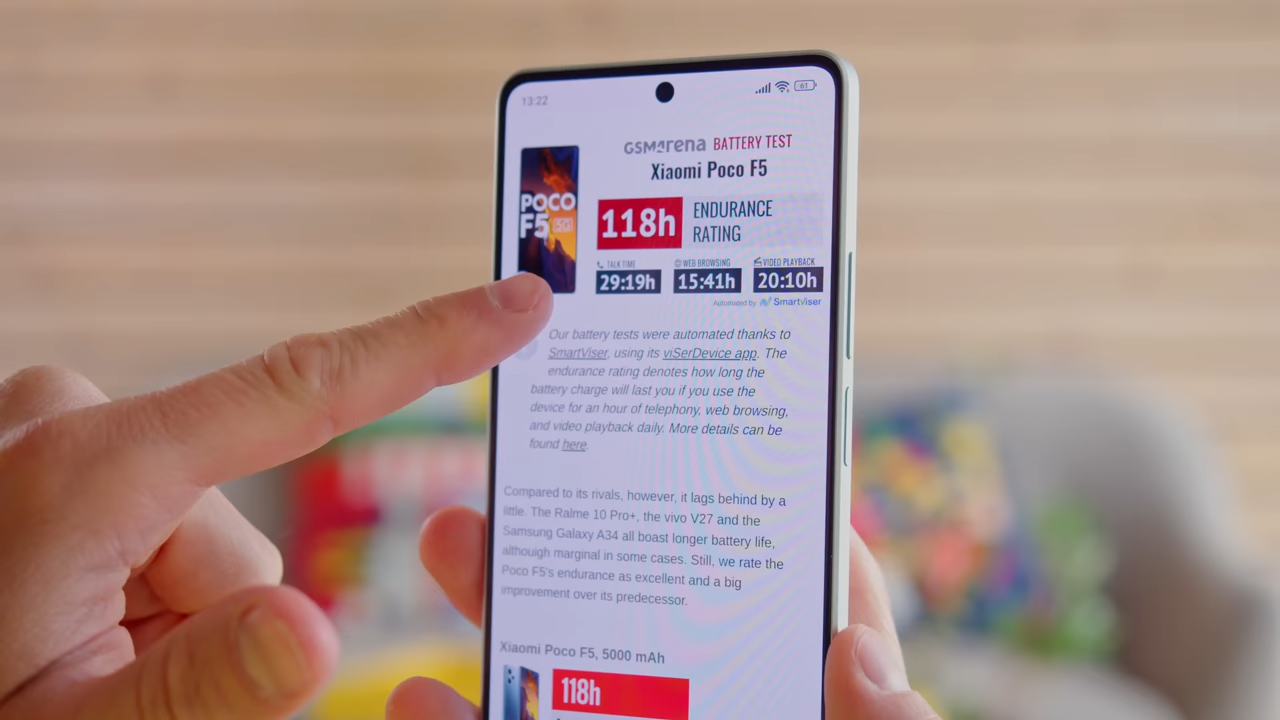 13:22
61
GSMarena BATTERY TEST
Xiaomi Poco F5
POCO
F5 5G
118h
ENDURANCE
RATING
TALK TIME
29:19h
WEB BROWSING
15:41h
VIDEO PLAYBACK
20:10h
Automated by SmartViser
Our battery tests were automated thanks to
SmartViser, using its viSerDevice app. The
endurance rating denotes how long the
battery charge will last you if you use the
device for an hour of telephony, web browsing,
and video playback daily. More details can be
found here.
Compared to its rivals, however, it lags behind by a
little. The Ralme 10 Pro+, the vivo V27 and the
Samsung Galaxy A34 all boast longer battery life,
although marginal in some cases. Still, we rate the
Poco F5's endurance as excellent and a big
improvement over its predecessor.
Xiaomi Poco F5, 5000 mAh
118h